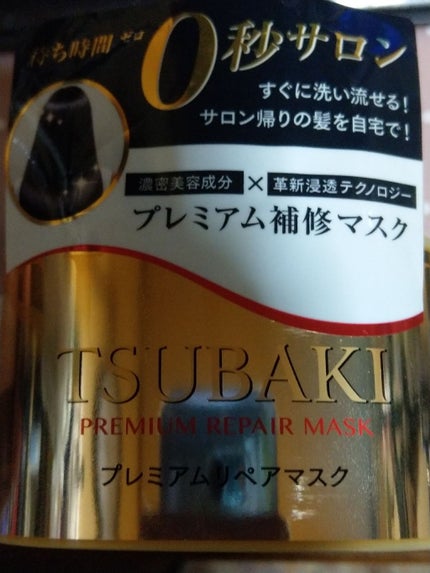 待ち時間 ゼロ 0秒サロン
すぐに洗い流せる！
サロン帰りの髪を自宅で！
濃密美容成分 × 革新浸透テクノロジー
プレミアム補修マスク
TSUBAKI
PREMIUM REPAIR MASK
プレミアムリペアマスク